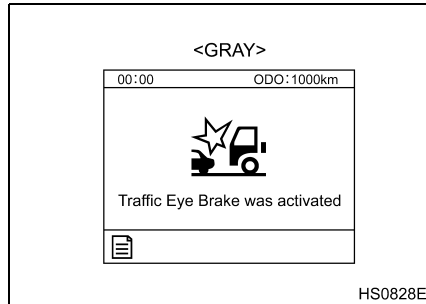 <GRAY>
00:00 ODO:1000km
Traffic Eye Brake was activated
HS0828E